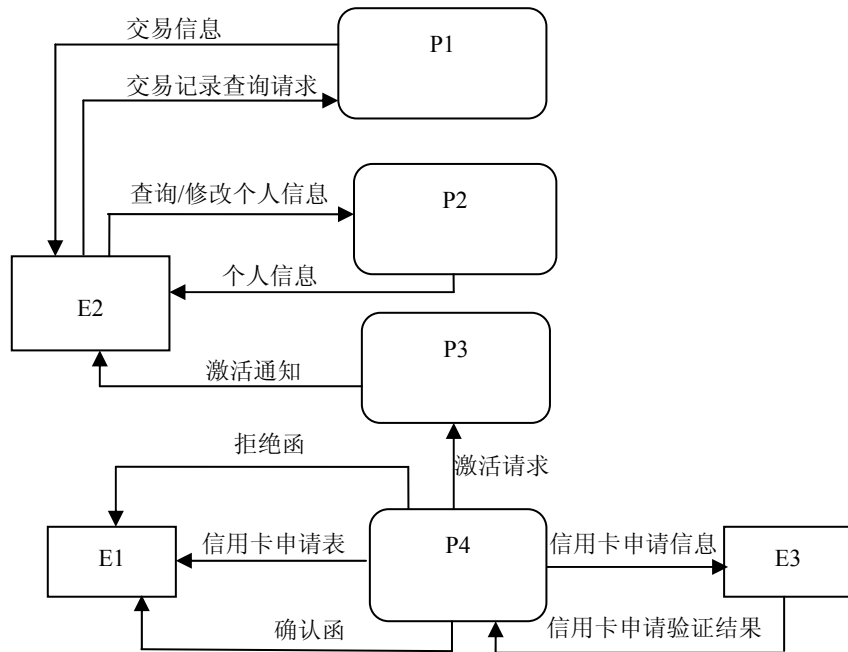 交易信息
P1
交易记录查询请求
查询/修改个人信息
P2
个人信息
E2
P3
激活通知
拒绝函
激活请求
E1
信用卡申请表
P4
信用卡申请信息
E3
确认函
信用卡申请验证结果